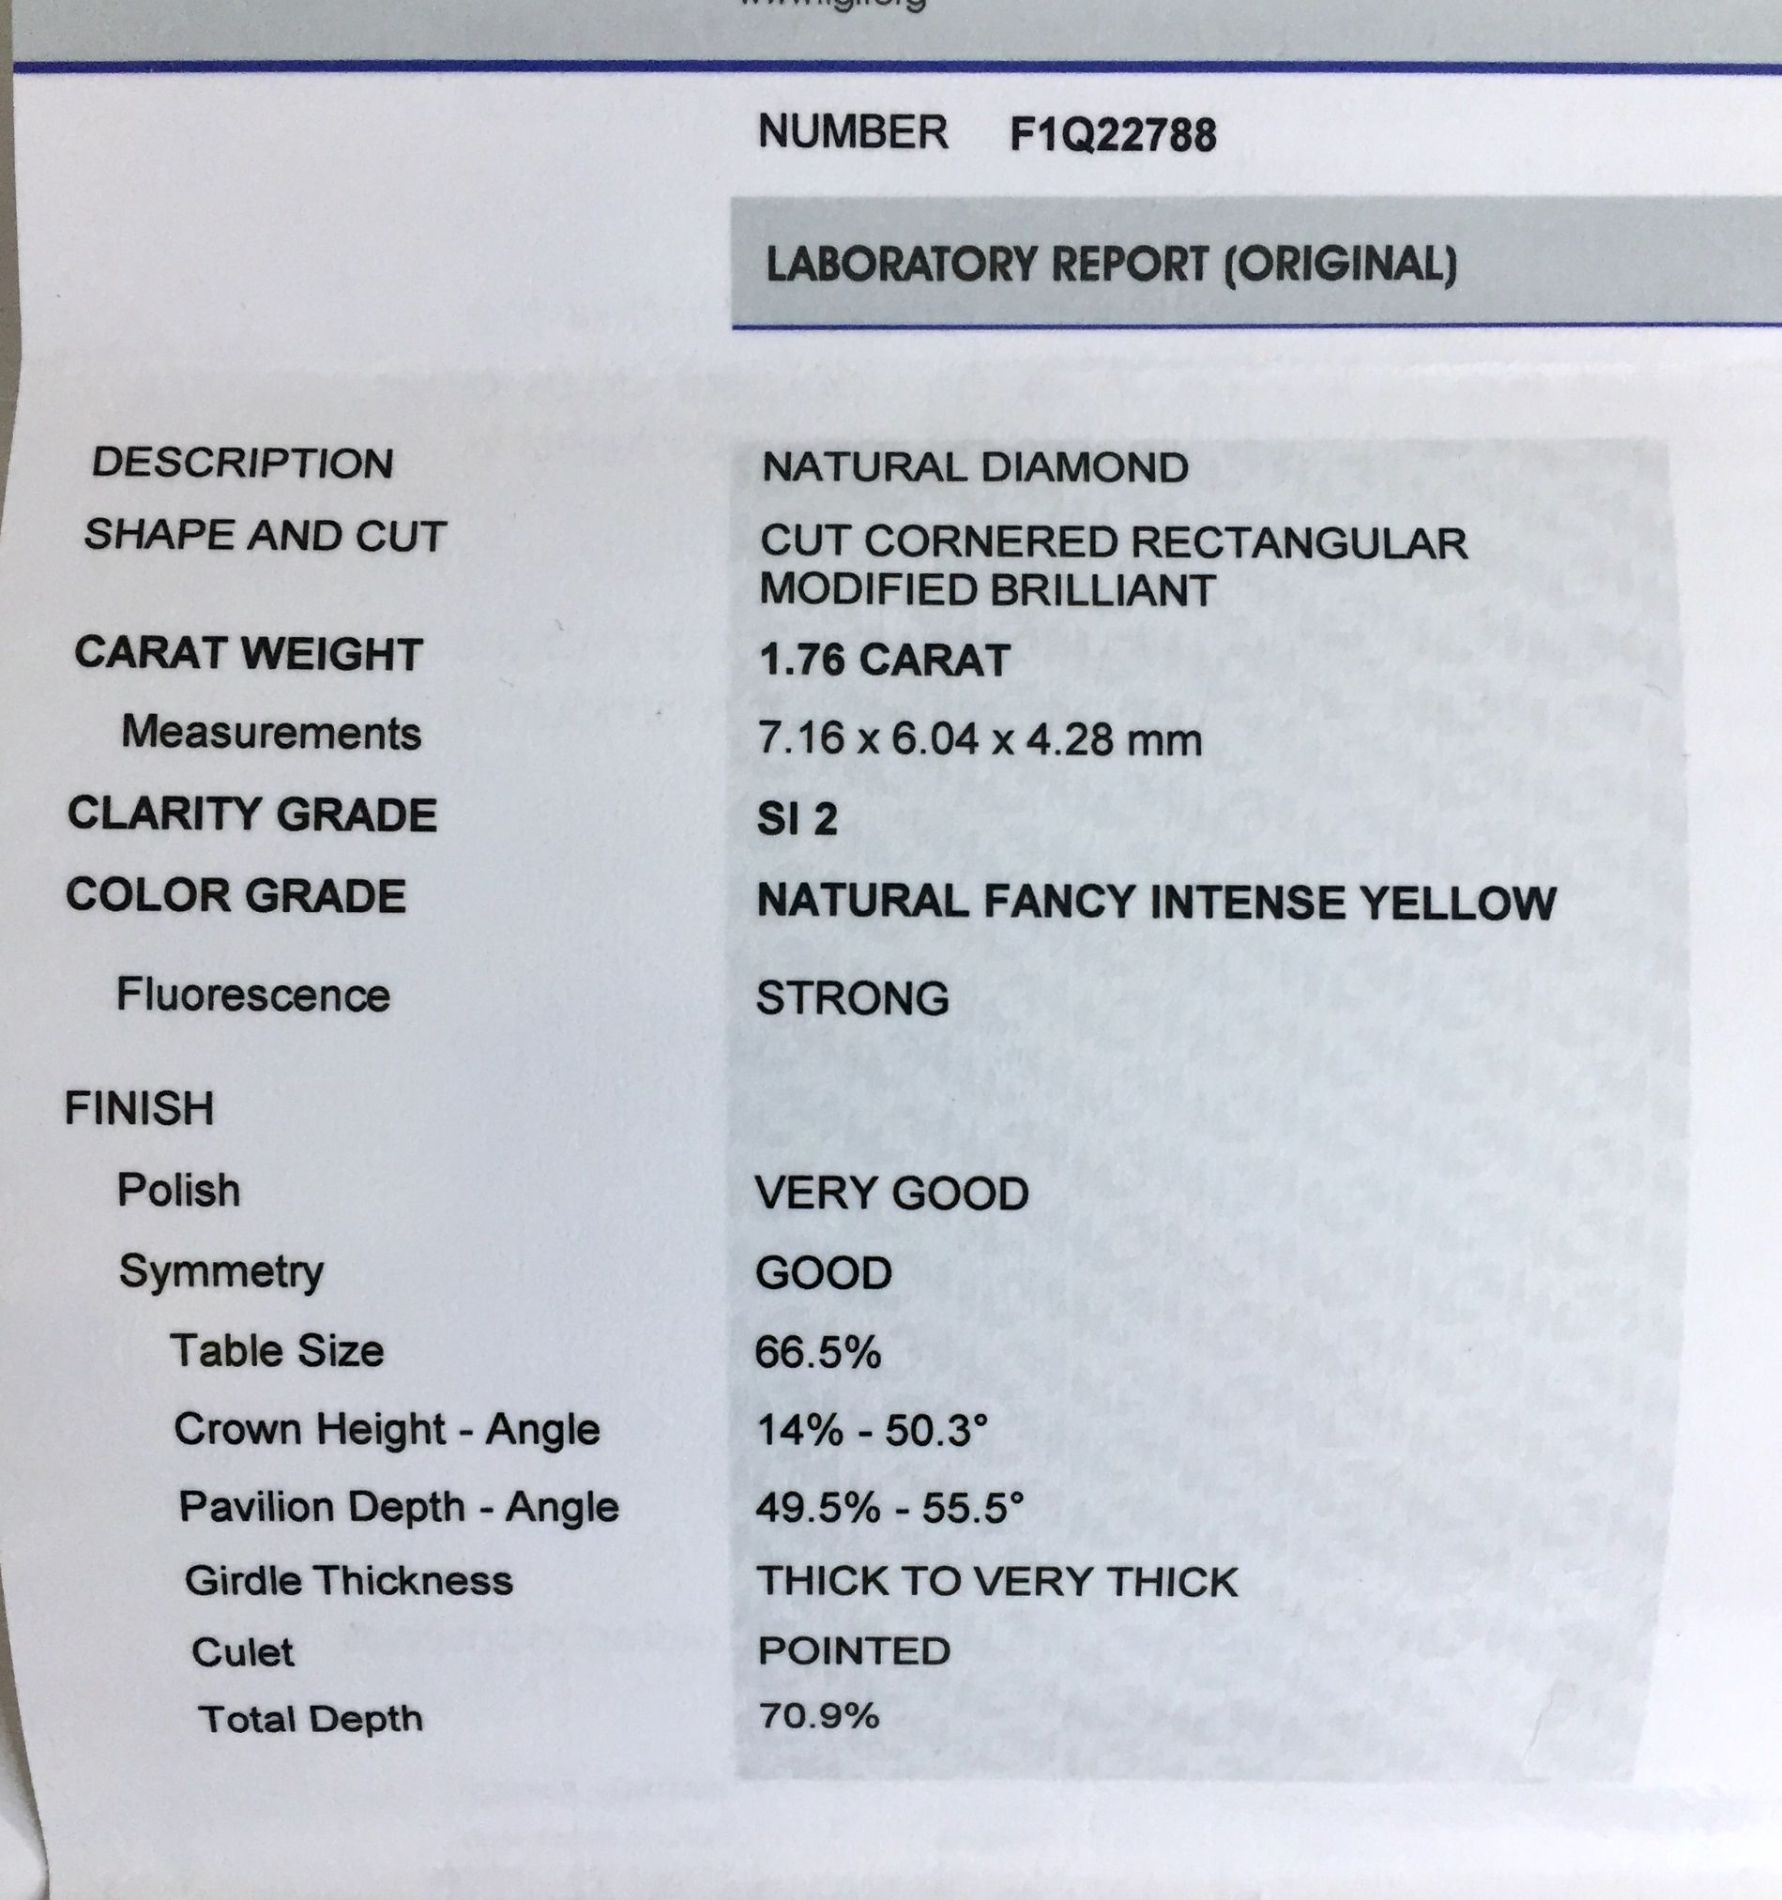 NUMBER F1Q22788
LABORATORY REPORT (ORIGINAL)
DESCRIPTION NATURAL DIAMOND
SHAPE AND CUT CUT CORNERED RECTANGULAR
MODIFIED BRILLIANT
CARAT WEIGHT 1.76 CARAT
Measurements 7.16 x 6.04 x 4.28 mm
CLARITY GRADE SI 2
COLOR GRADE NATURAL FANCY INTENSE YELLOW
Fluorescence STRONG
FINISH
Polish VERY GOOD
Symmetry GOOD
Table Size 66.5%
Crown Height - Angle 14% - 50.3°
Pavilion Depth - Angle 49.5% - 55.5°
Girdle Thickness THICK TO VERY THICK
Culet POINTED
Total Depth 70.9%